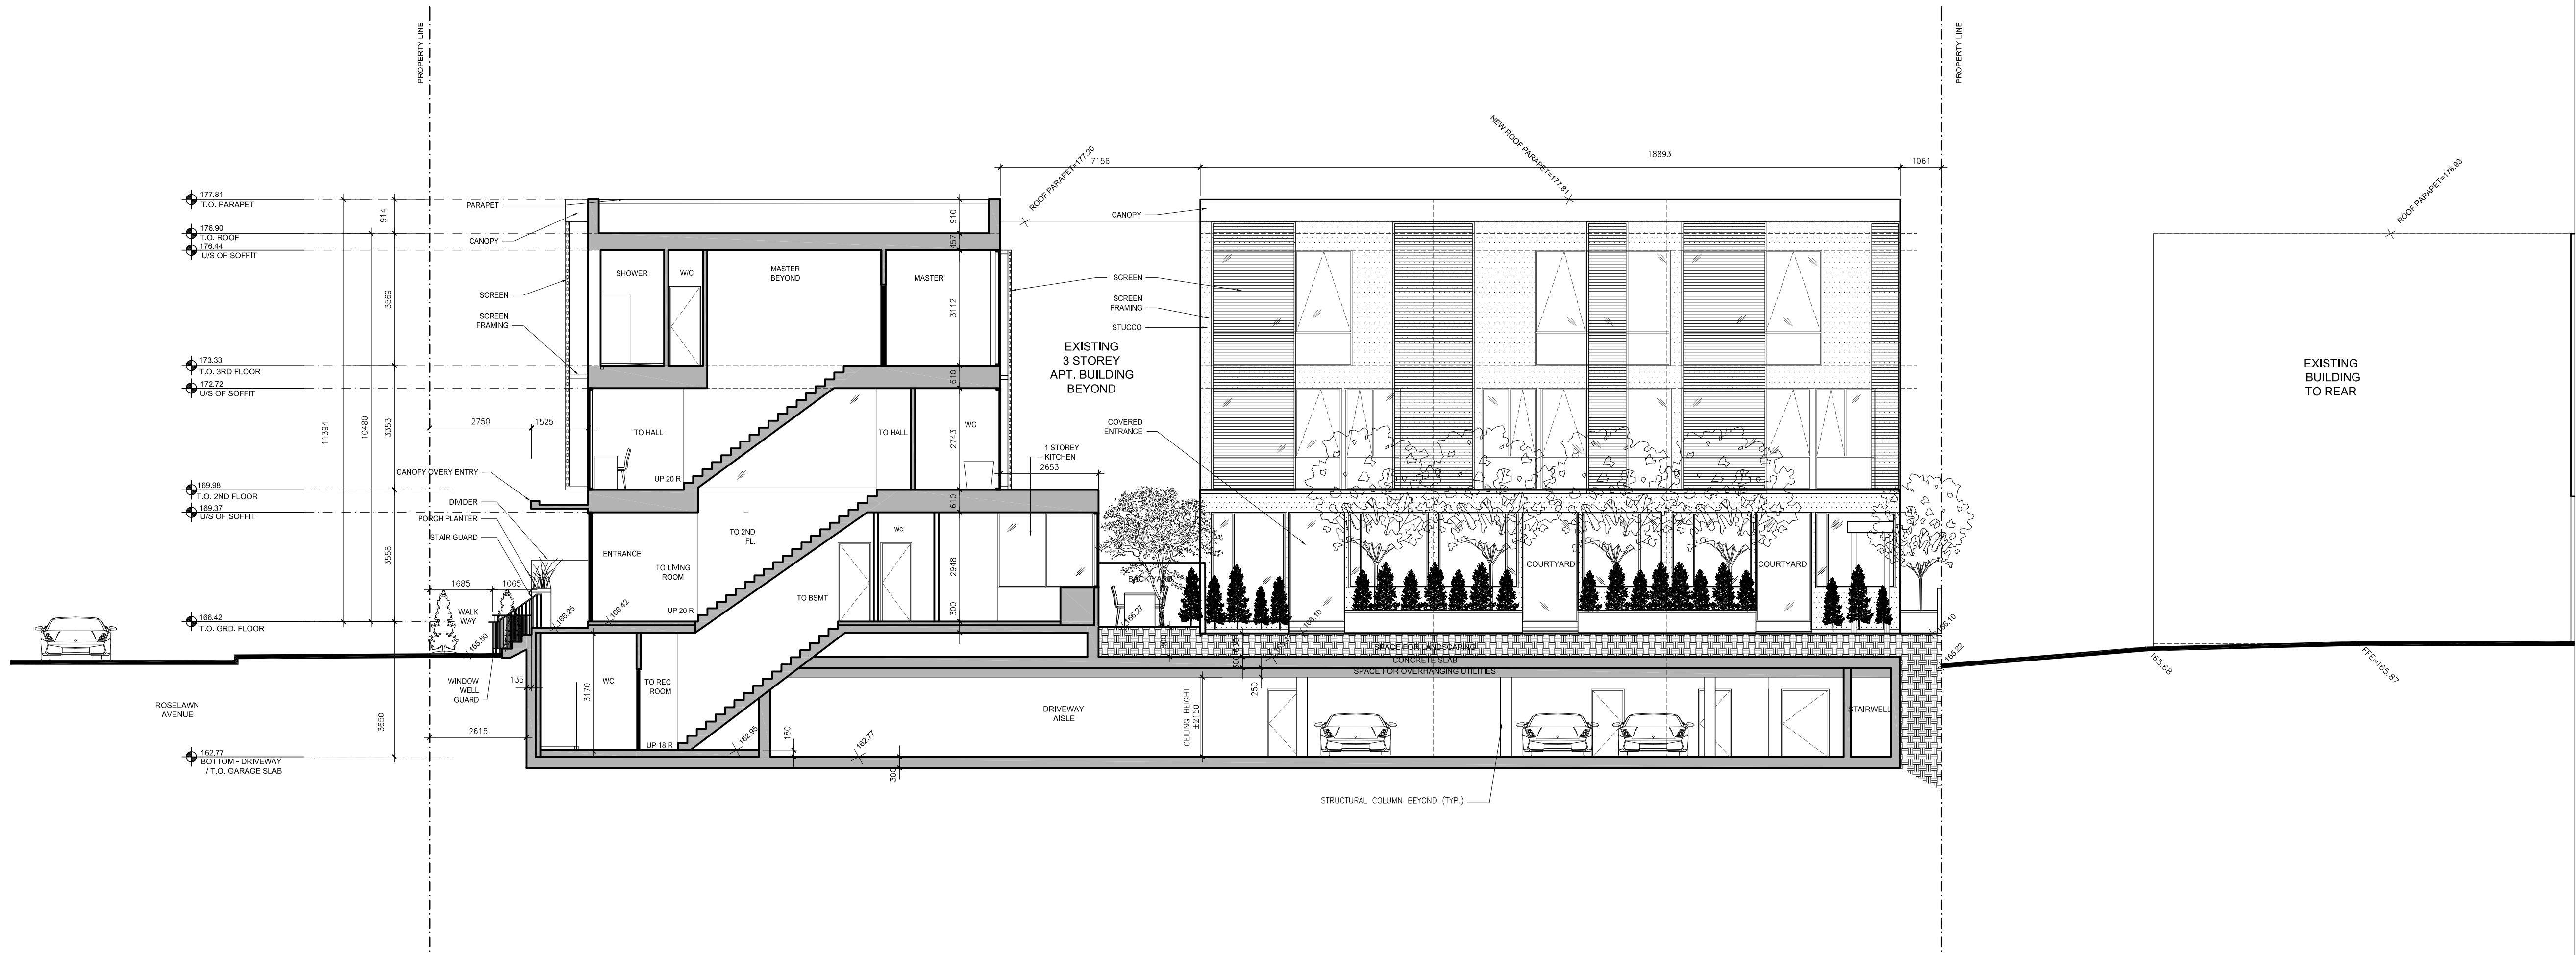 PROPERTY LINE
PROPERTY LINE
NEW ROOF PARAPET=177.81
ROOF PARAPET=177.20
7156
18893
1061
ROOF PARAPET=176.93
177.81
T.O. PARAPET
914
PARAPET
910
CANOPY
176.90
T.O. ROOF
CANOPY
457
176.44
U/S OF SOFFIT
SHOWER
W/C
MASTER
BEYOND
MASTER
SCREEN
SCREEN
3569
3112
SCREEN
FRAMING
SCREEN
FRAMING
STUCCO
EXISTING
3 STOREY
APT. BUILDING
BEYOND
EXISTING
BUILDING
TO REAR
173.33
T.O. 3RD FLOOR
610
172.72
U/S OF SOFFIT
11394
10480
3353
2750
1525
TO HALL
TO HALL
WC
2743
COVERED
ENTRANCE
1 STOREY
KITCHEN
2653
CANOPY OVERY ENTRY
UP 20 R
169.98
T.O. 2ND FLOOR
DIVIDER
610
169.37
U/S OF SOFFIT
PORCH PLANTER
STAIR GUARD
TO 2ND
FL.
WC
ENTRANCE
3558
TO LIVING
ROOM
2948
COURTYARD
COURTYARD
BACKYARD
1685
1065
TO BSMT
WALK
WAY
UP 20 R
300
166.42
T.O. GRD. FLOOR
166.25
166.42
166.27
166.10
166.10
165.50
165.47
800
630
300
SPACE FOR LANDSCAPING
CONCRETE SLAB
SPACE FOR OVERHANGING UTILITIES
165.22
165.68
FFE=165.87
WINDOW
WELL
GUARD
135
WC
3170
TO REC
ROOM
250
ROSELAWN
AVENUE
3650
DRIVEWAY
AISLE
CEILING HEIGHT
±2150
STAIRWELL
2615
UP 18 R
162.95
180
162.77
162.77
BOTTOM - DRIVEWAY
/ T.O. GARAGE SLAB
300
STRUCTURAL COLUMN BEYOND (TYP.)